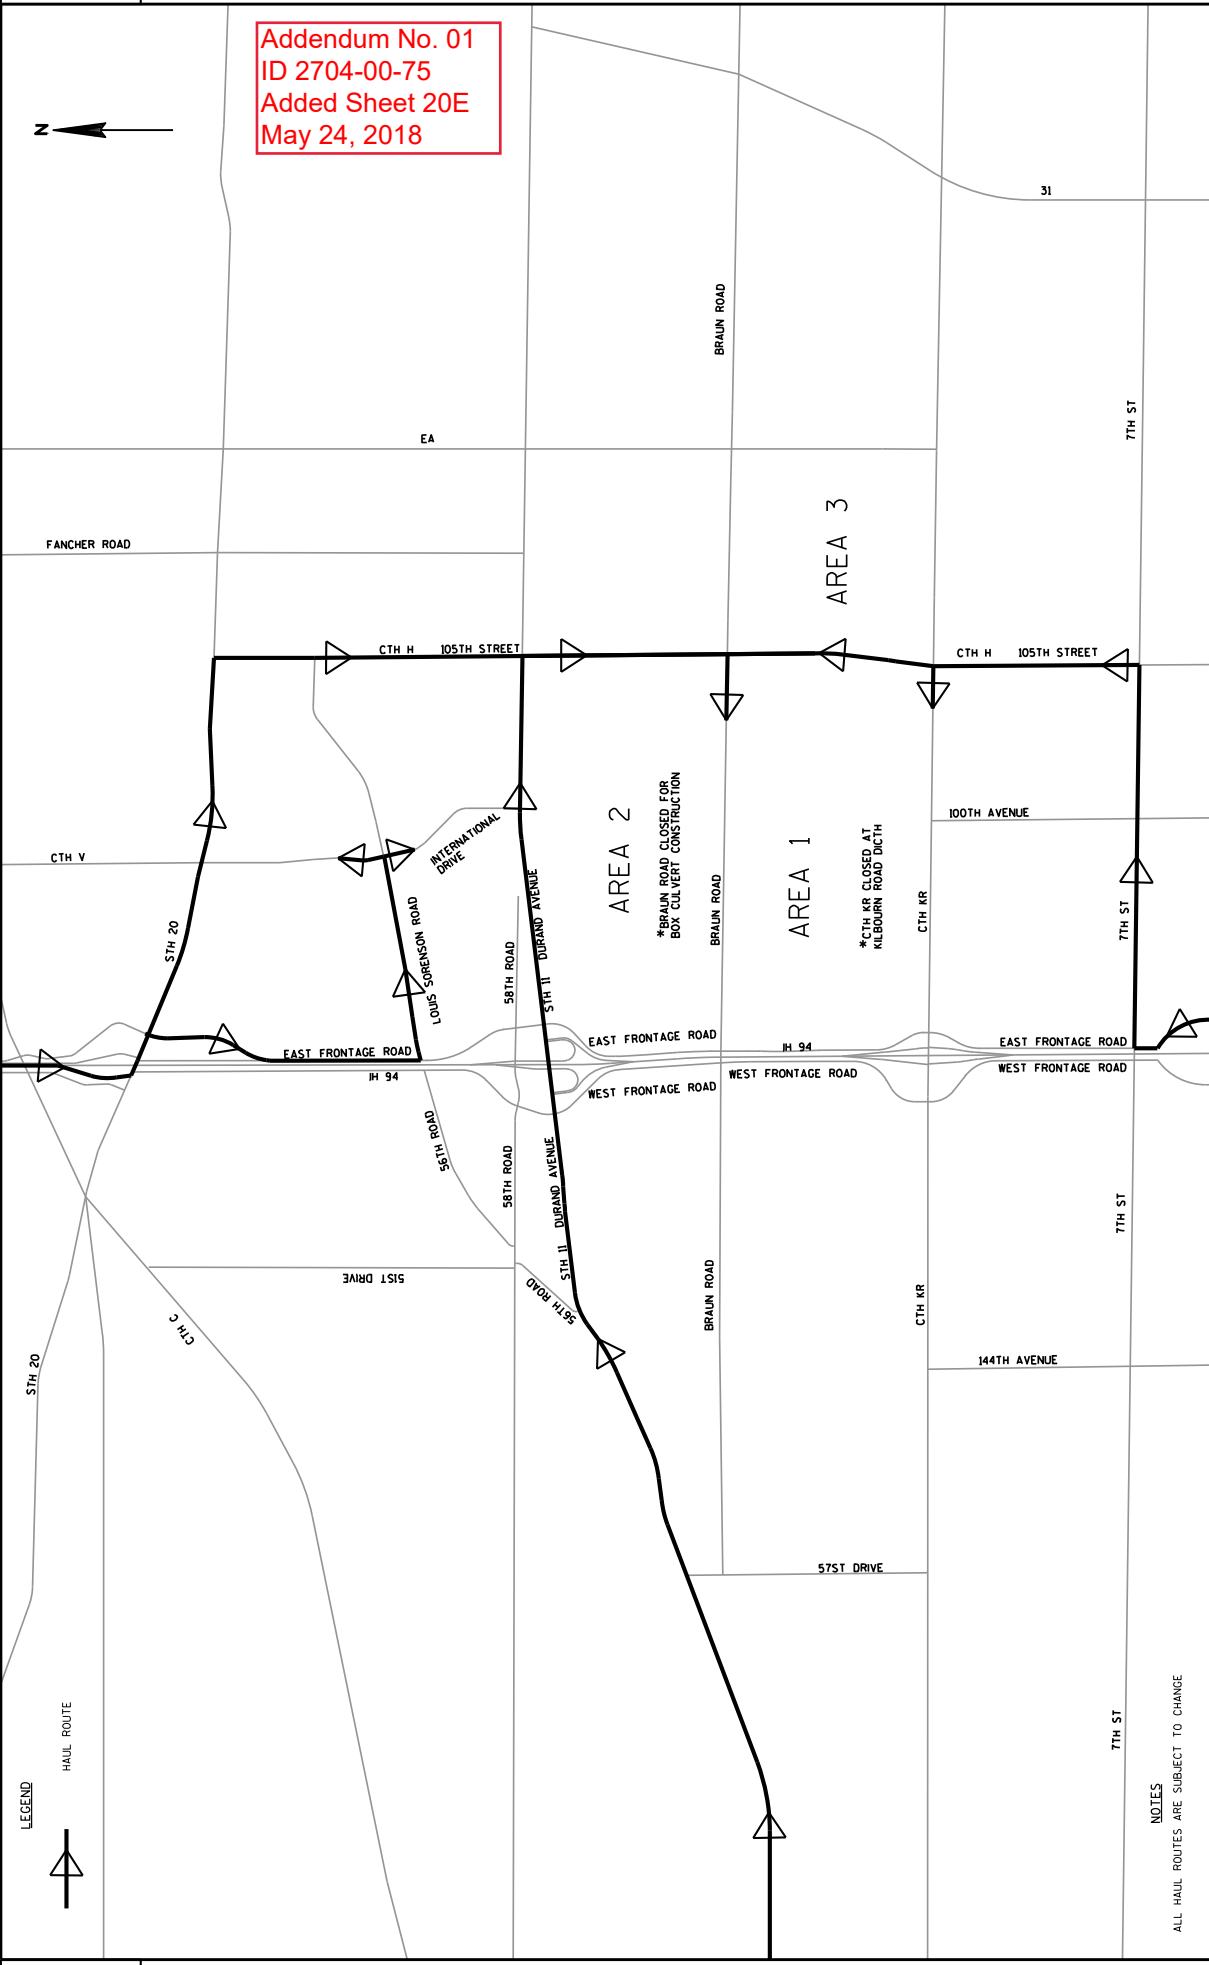 Addendum No. 01
ID 2704-00-75
Added Sheet 20E
May 24, 2018
N
31
BRAUN ROAD
7TH ST
EA
FANCHER ROAD
AREA 3
CTH H 105TH STREET
CTH H 105TH STREET
CTH V
INTERNATIONAL
DRIVE
AREA 2
*BRAUN ROAD CLOSED FOR
BOX CULVERT CONSTRUCTION
BRAUN ROAD
AREA 1
*CTH KR CLOSED AT
KILBOURN ROAD DICTH
CTH KR
100TH AVENUE
7TH ST
STH 20
LOUIS SORENSON ROAD
58TH ROAD
STH 11 DURAND AVENUE
EAST FRONTAGE ROAD
IH 94
EAST FRONTAGE ROAD
IH 94
EAST FRONTAGE ROAD
WEST FRONTAGE ROAD
WEST FRONTAGE ROAD
WEST FRONTAGE ROAD
56TH ROAD
58TH ROAD
STH 11 DURAND AVENUE
7TH ST
51ST DRIVE
56TH ROAD
BRAUN ROAD
CTH KR
CTH C
STH 20
144TH AVENUE
57ST DRIVE
7TH ST
LEGEND
HAUL ROUTE
NOTES
ALL HAUL ROUTES ARE SUBJECT TO CHANGE